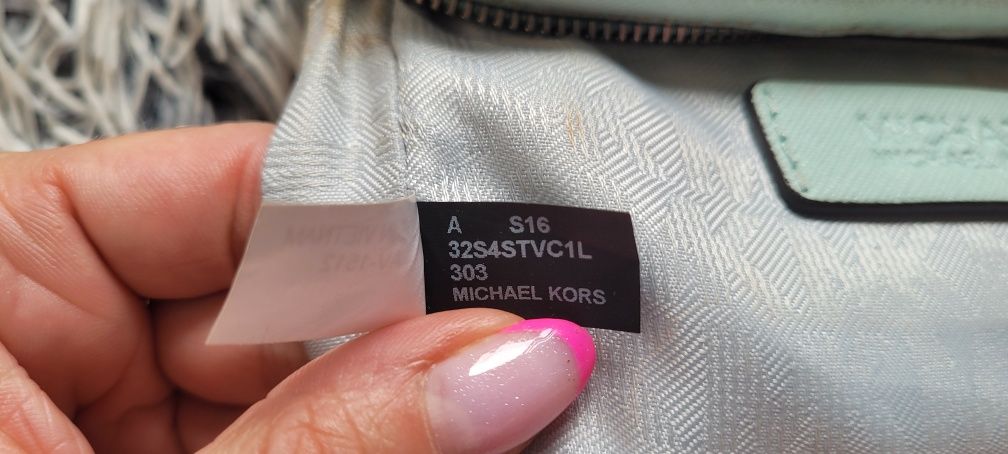 A S16
32S4STVC1L
303
MICHAEL KORS